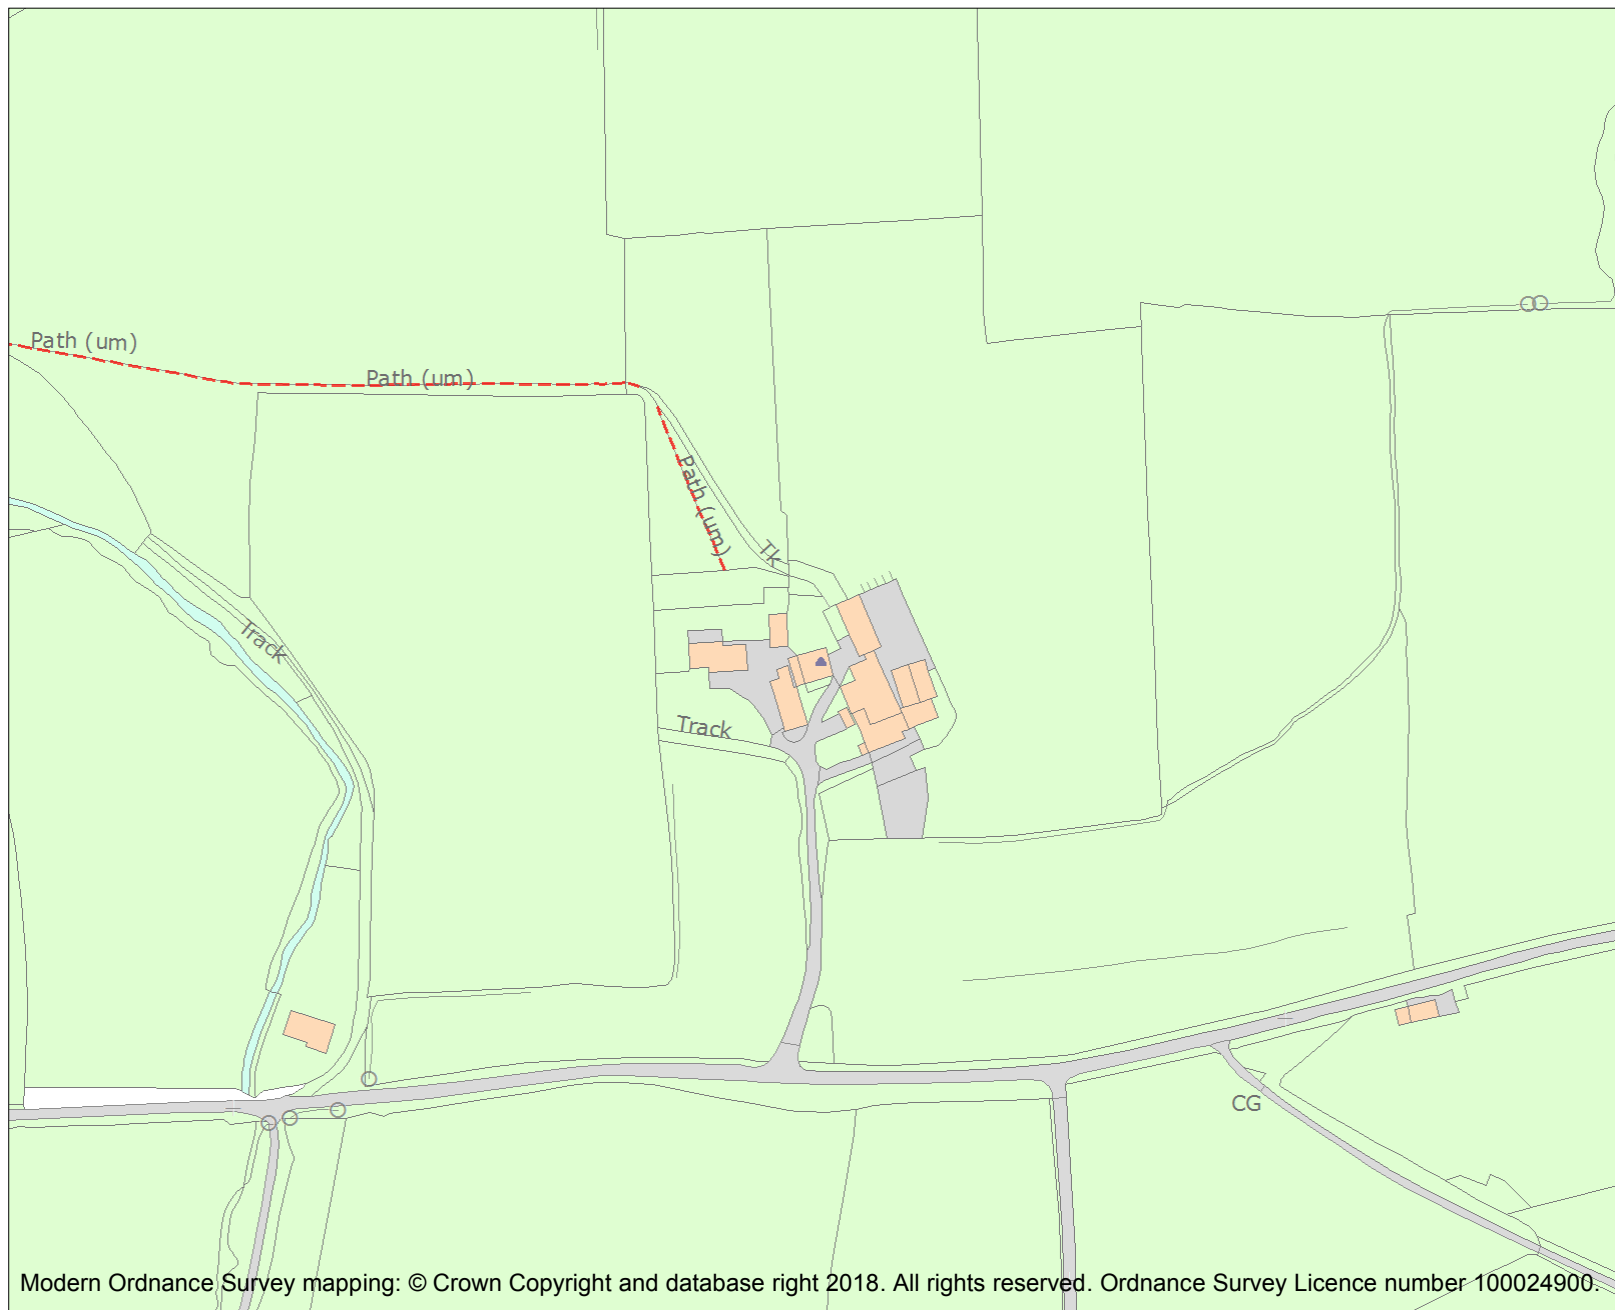 Path (um)
Path (um)
Path (um)
Tk
Track
Track
CG
Modern Ordnance Survey mapping: © Crown Copyright and database right 2018. All rights reserved. Ordnance Survey Licence number 100024900.